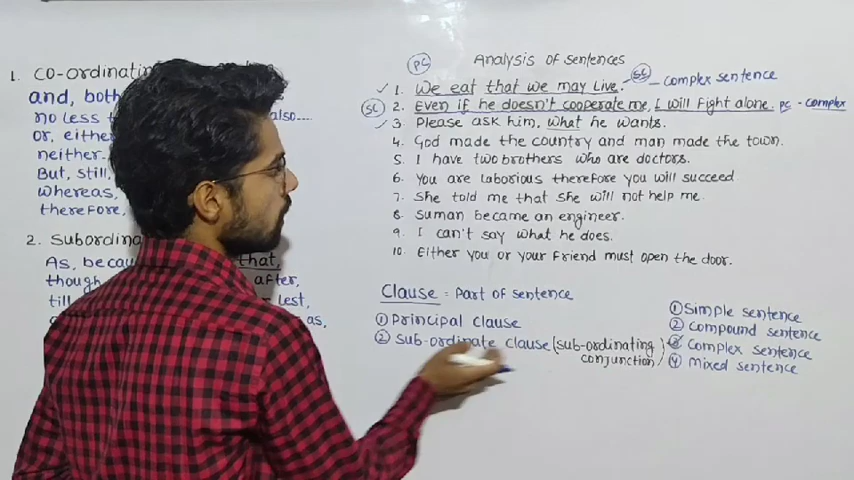 1. CO-ordinating
and, both
no less t also....
or, either
neither-
But, still,
whereas,
therefore,
2. Subordina
As, becau that,
though after,
till Lest,
as,
Analysis of sentences
PC
1. We eat that we may Live. SC - complex sentence
SC 2. Even if he doesn't cooperate me, I will Fight alone. PC - complex
3. Please ask him, what he wants.
4. God made the country and man made the town.
5. I have two brothers who are doctors.
6. You are laborious therefore you will succeed.
7. She told me that she will not help me.
8. Suman became an engineer.
9. I can't say what he does.
10. Either you or your Friend must open the door.
Clause = Part of sentence
① Principal Clause
② Sub-ordinate Clause (sub-ordinating conjunction)
① Simple sentence
② Compound sentence
③ Complex sentence
④ Mixed sentence